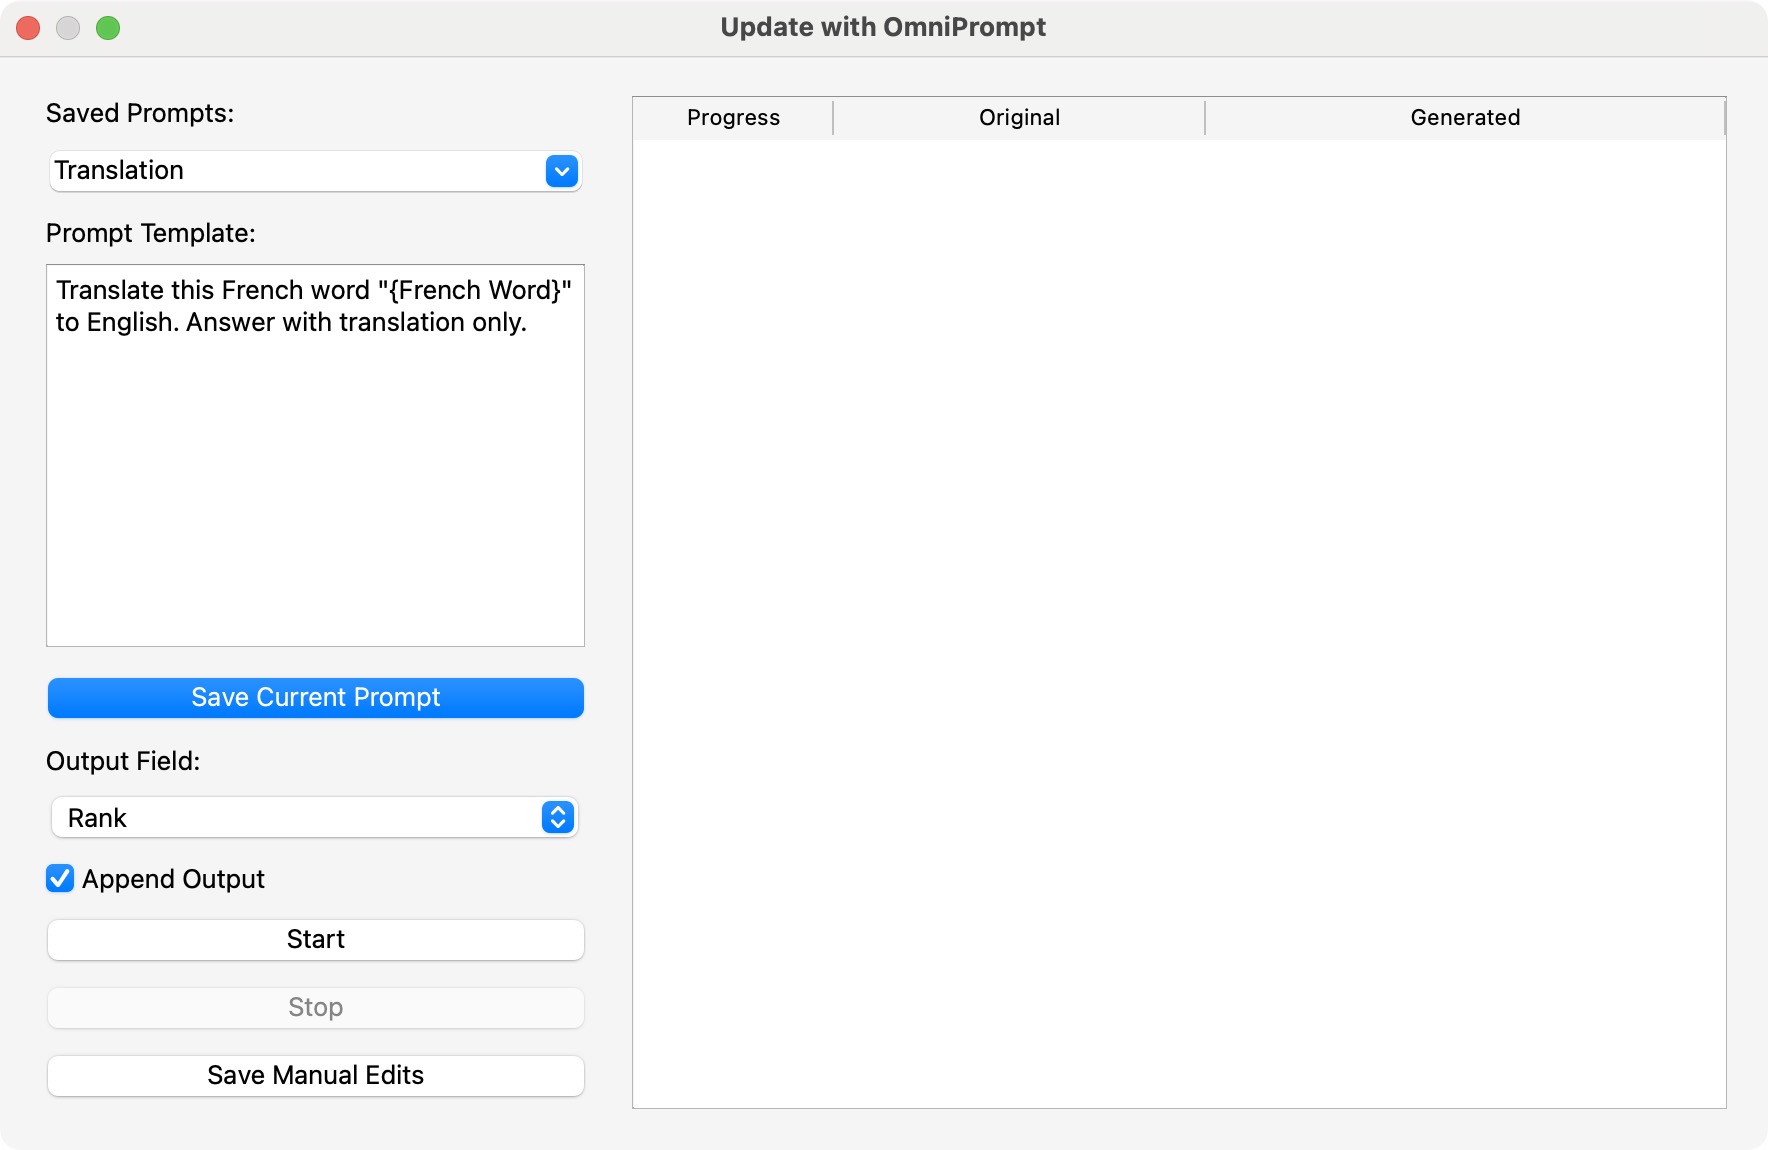 Update with OmniPrompt
Saved Prompts:
Translation
Prompt Template:
Translate this French word "{French Word}"
to English. Answer with translation only.
Save Current Prompt
Output Field:
Rank
Append Output
Start
Stop
Save Manual Edits
Progress
Original
Generated